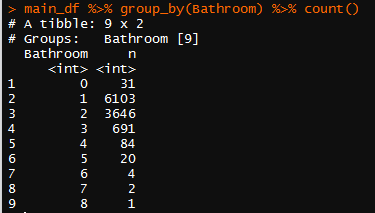 > main_df %>% group_by(Bathroom) %>% count()
# A tibble: 9 x 2
# Groups:   Bathroom [9]
  Bathroom     n
     <int> <int>
1        0    31
2        1  6103
3        2  3646
4        3   691
5        4    84
6        5    20
7        6     4
8        7     2
9        8     1